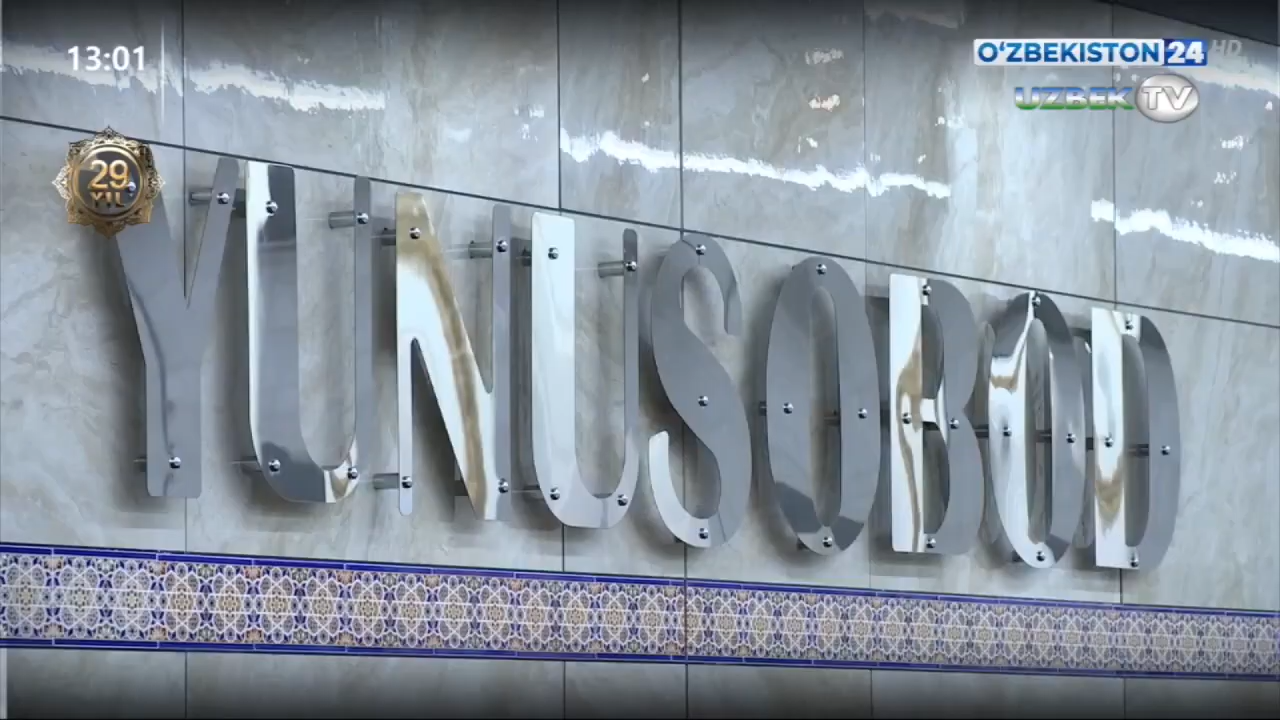 13:01
O‘ZBEKISTON 24 HD
UZBEK TV
29
YIL
YUNUSOBOD